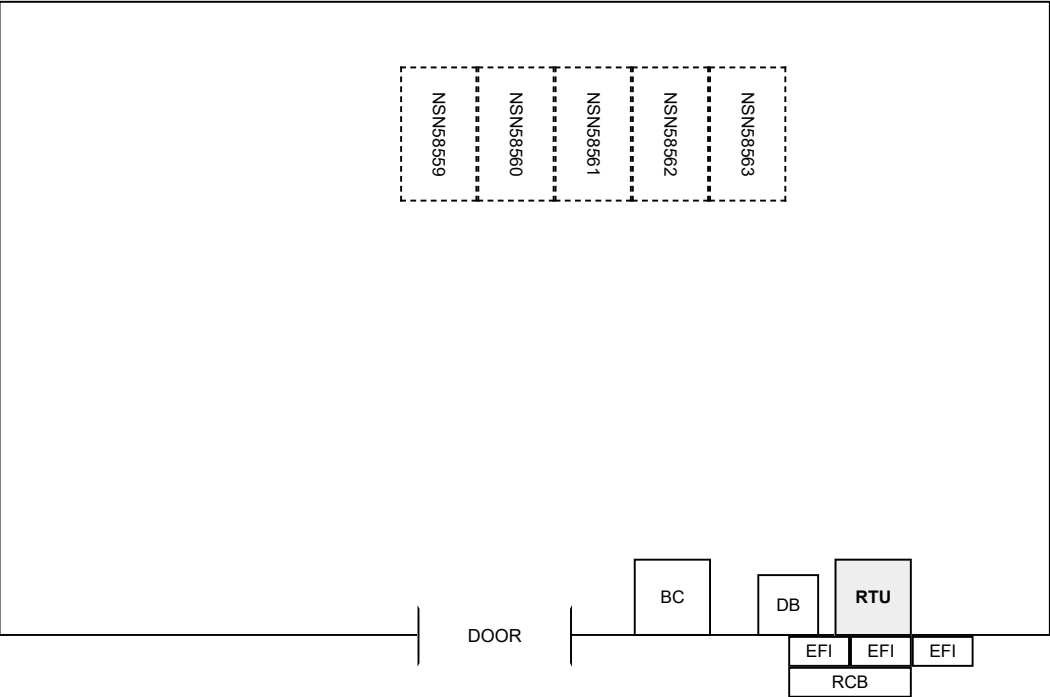 NSN58559
NSN58560
NSN58561
NSN58562
NSN58563
BC
DB
RTU
DOOR
EFI
EFI
EFI
RCB